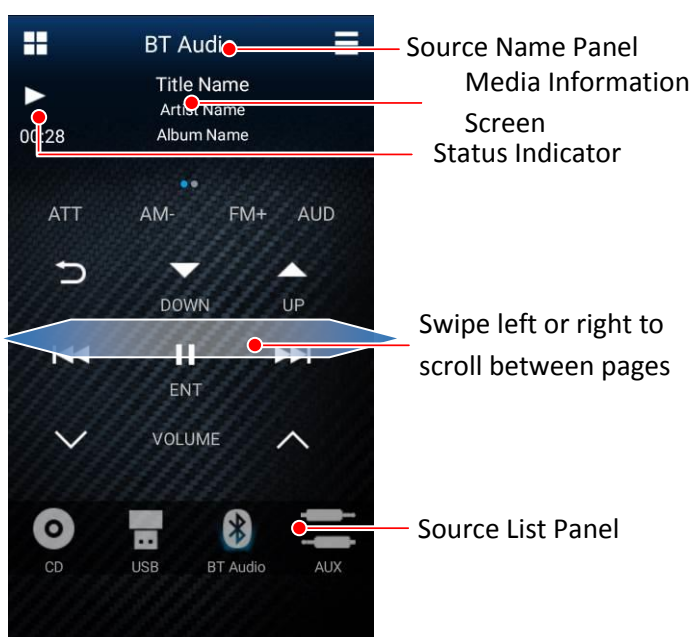 BT Audio
Source Name Panel
Title Name
Media Information
Artist Name
Screen
00:28
Album Name
Status Indicator
ATT AM- FM+ AUD
DOWN UP
Swipe left or right to
scroll between pages
ENT
VOLUME
Source List Panel
CD USB BT Audio AUX